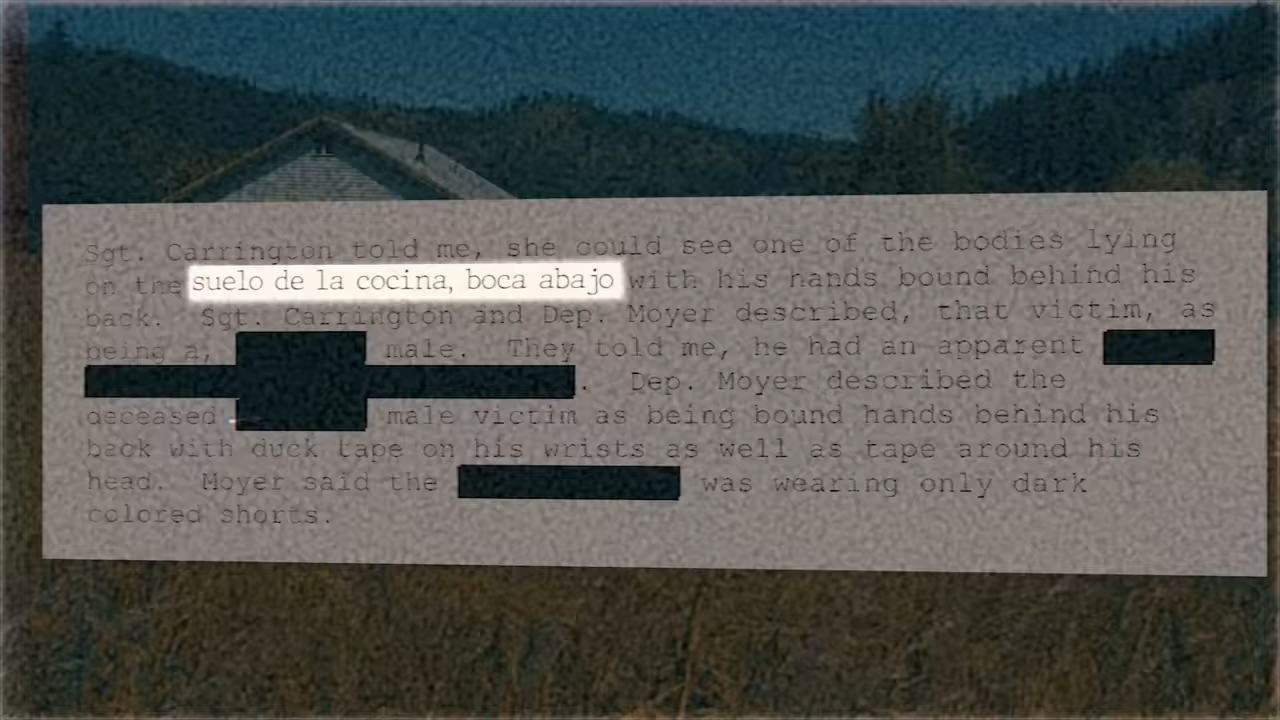 Sgt. Carrington told me, she could see one of the bodies lying
on the suelo de la cocina, boca abajo with his hands bound behind his
back. Sgt. Carrington and Dep. Moyer described, that victim, as
being a, male. They told me, he had an apparent
. Dep. Moyer described the
deceased male victim as being bound hands behind his
back with duck tape on his wrists as well as tape around his
head. Moyer said the was wearing only dark
colored shorts.